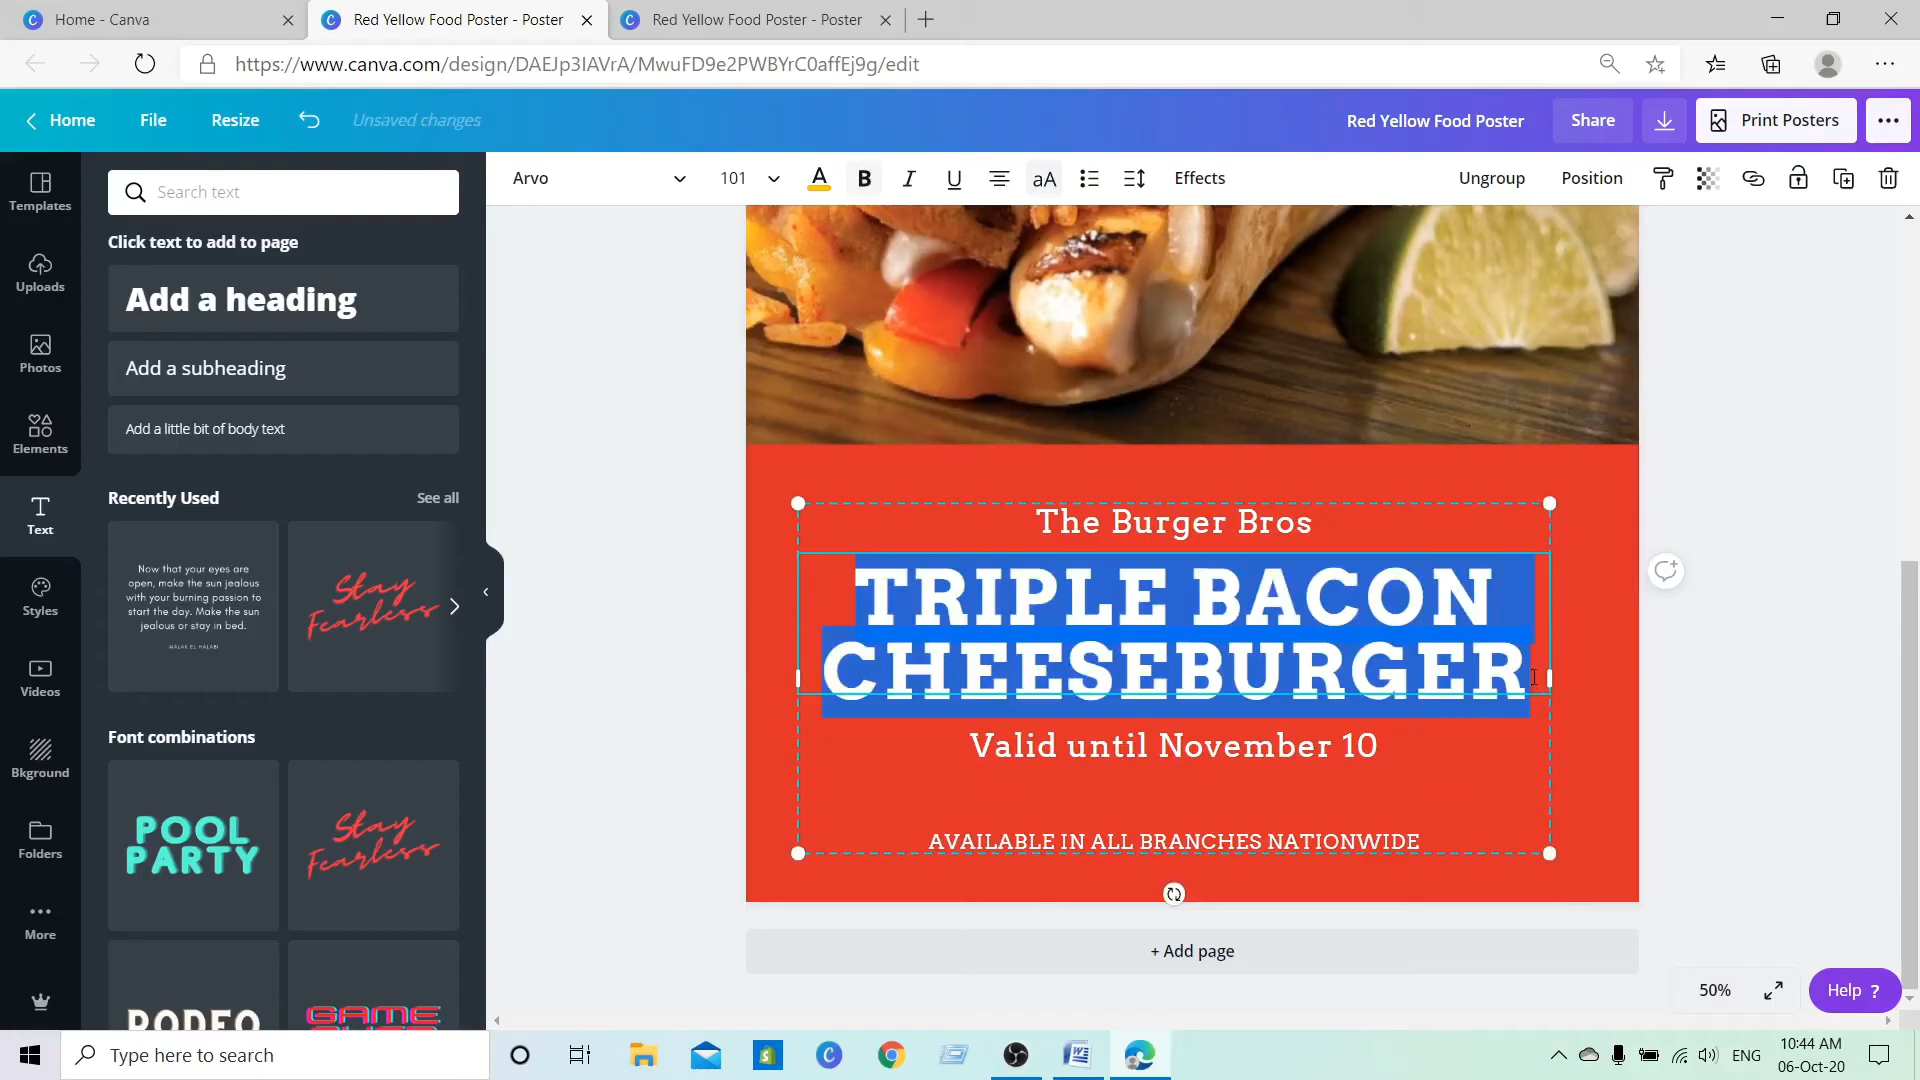 Home - Canva
Red Yellow Food Poster - Poster
Red Yellow Food Poster - Poster
https://www.canva.com/design/DAEJp3IAVrA/MwuFD9e2PWBYrC0affEj9g/edit
Home
File
Resize
Unsaved changes
Red Yellow Food Poster
Share
Print Posters
Arvo
101
A
B
I
U
aA
Effects
Ungroup
Position
Templates
Uploads
Photos
Elements
Text
Styles
Videos
Bkground
Folders
More
Search text
Click text to add to page
Add a heading
Add a subheading
Add a little bit of body text
Recently Used
See all
Now that your eyes are
open, make the sun jealous
with your burning passion to
start the day. Make the sun
jealous or stay in bed.
MALAK EL HALABI
Stay
Fearless
Font combinations
POOL
PARTY
Stay
Fearless
RODEO
GAME
The Burger Bros
TRIPLE BACON
CHEESEBURGER
Valid until November 10
AVAILABLE IN ALL BRANCHES NATIONWIDE
+ Add page
50%
Help ?
Type here to search
ENG
10:44 AM
06-Oct-20